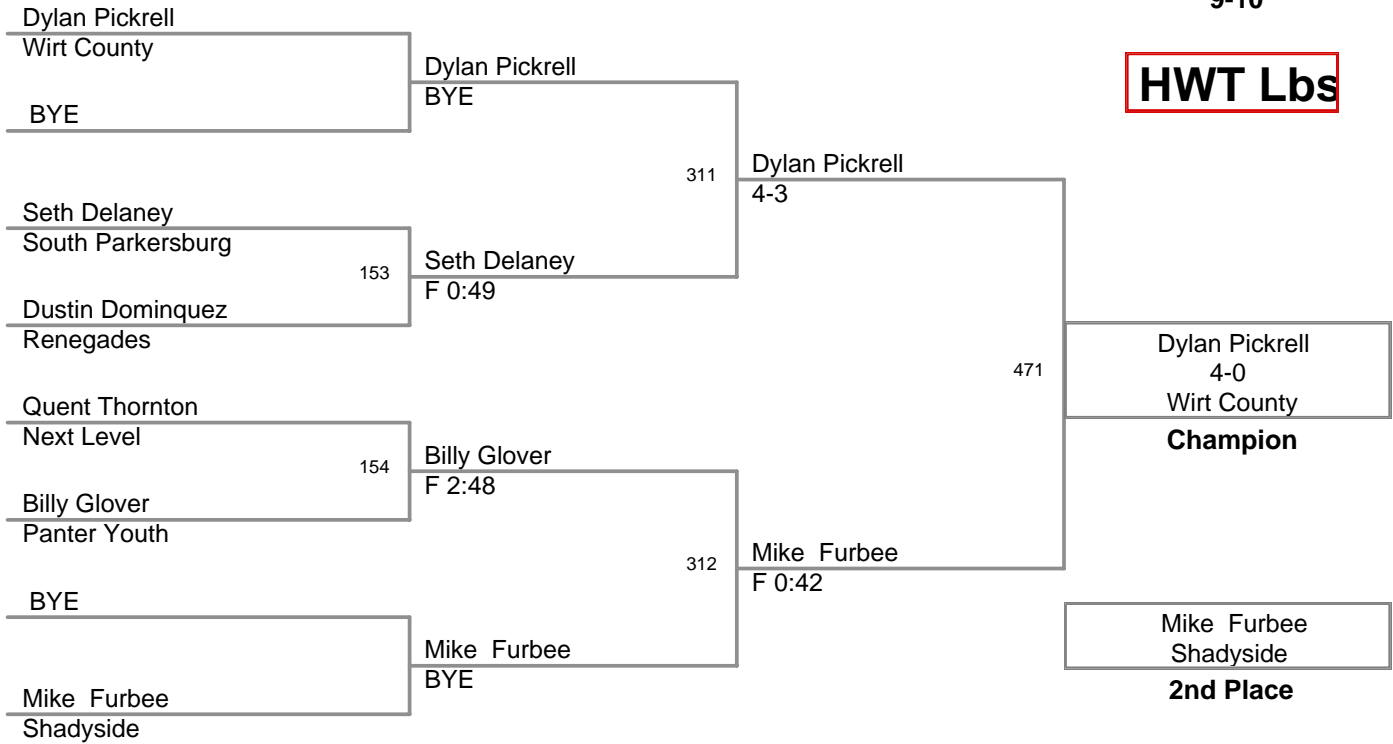 9-10
HWT Lbs
Dylan Pickrell
Wirt County
BYE
Seth Delaney
South Parkersburg
153
Dustin Dominquez
Renegades
Quent Thornton
Next Level
154
Billy Glover
Panter Youth
BYE
Mike Furbee
Shadyside
Dylan Pickrell
BYE
311
Seth Delaney
F 0:49
Billy Glover
F 2:48
312
Mike Furbee
BYE
Dylan Pickrell
4-3
471
Mike Furbee
F 0:42
Dylan Pickrell
4-0
Wirt County
Champion
Mike Furbee
Shadyside
2nd Place